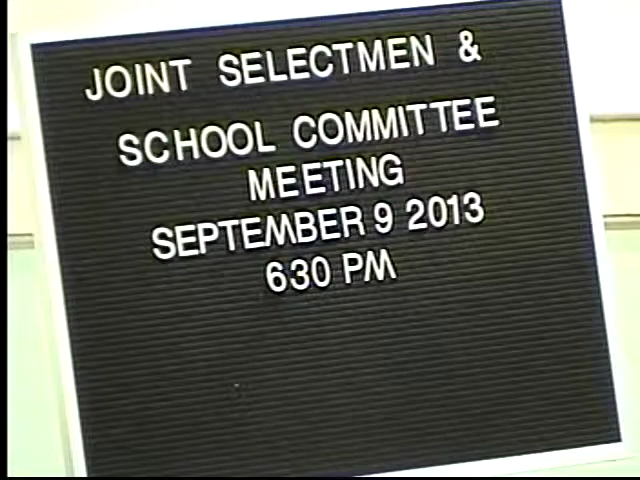 JOINT SELECTMEN &
SCHOOL COMMITTEE
MEETING
SEPTEMBER 9 2013
630 PM